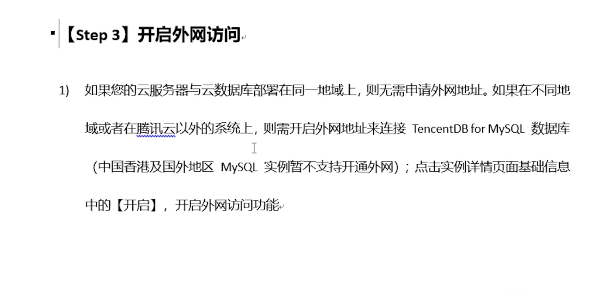 【Step 3】开启外网访问
1) 如果您的云服务器与云数据库部署在同一地域上，则无需申请外网地址。如果在不同地
域或者在腾讯云以外的系统上，则需开启外网地址来连接 TencentDB for MySQL 数据库
（中国香港及国外地区 MySQL 实例暂不支持开通外网）；点击实例详情页面基础信息
中的【开启】，开启外网访问功能